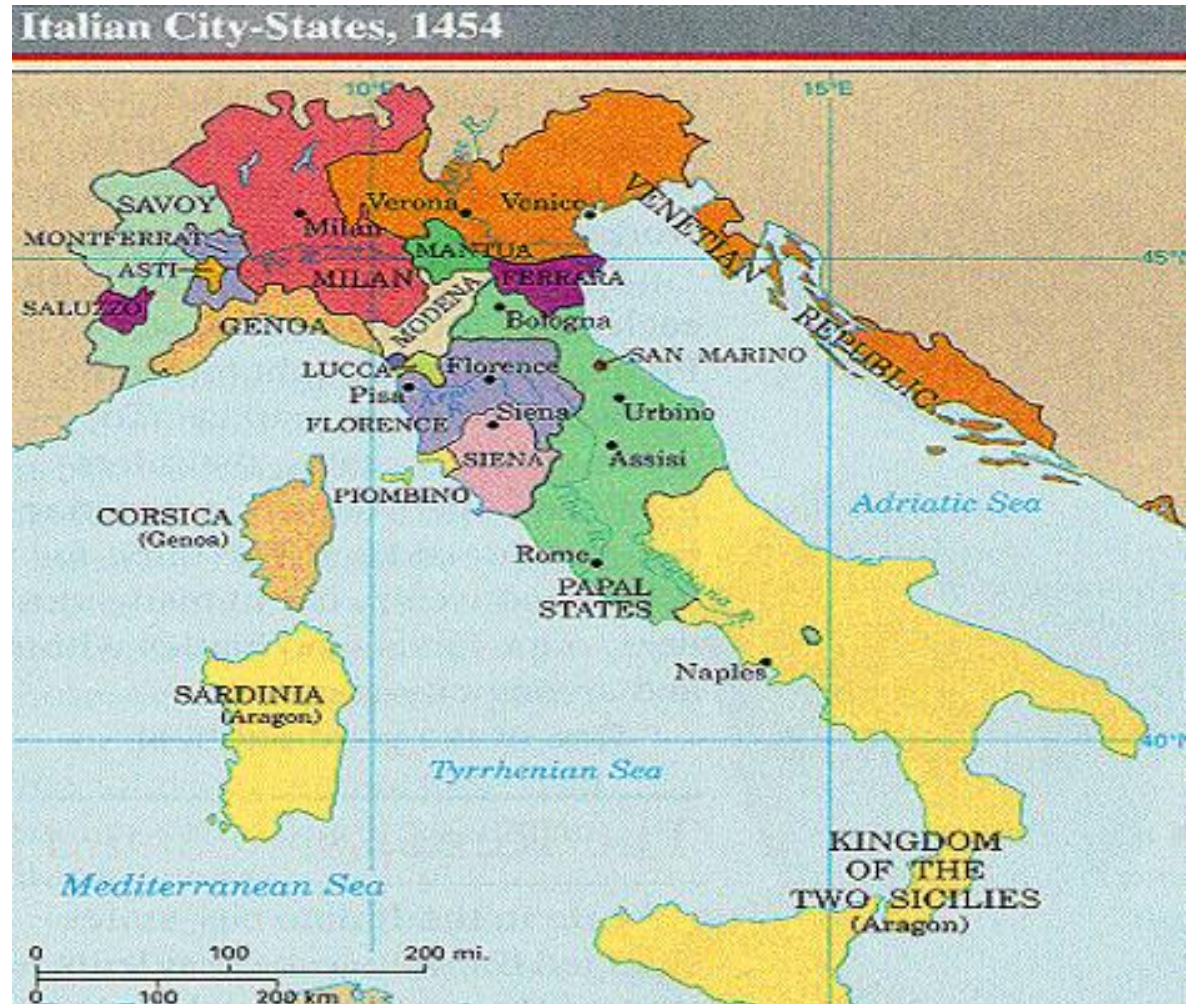 Italian City-States, 1454
10°E
15°E
SAVOY
Verona
Venice
VENETIAN
REPUBLIC
Milan
MONTFERRAT
MANTUA
45°
ASTI
MILAN
FERRARA
SALUZZO
MODENA
GENOA
Bologna
LUCCA
Florence
SAN MARINO
Pisa
Siena
Urbino
FLORENCE
SIENA
Assisi
PIOMBINO
CORSICA
(Genoa)
Adriatic Sea
Rome
PAPAL
STATES
Naples
SARDINIA
(Aragon)
40°N
Tyrrhenian Sea
KINGDOM
OF THE
TWO SICILIES
(Aragon)
Mediterranean Sea
0 100 200 mi.
0 100 200 km